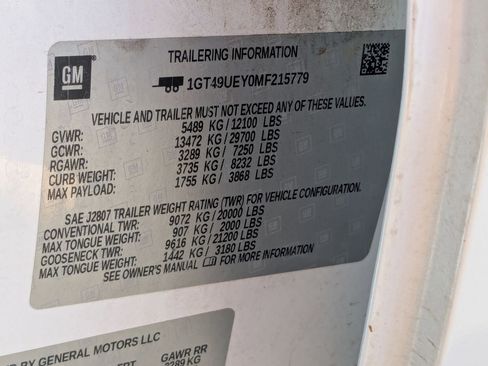 GM
TRAILERING INFORMATION
1GT49UEY0MF215779
VEHICLE AND TRAILER MUST NOT EXCEED ANY OF THESE VALUES.
GVWR: 5489 KG/12100 LBS
GCWR: 13472 KG/29700 LBS
RGAWR: 3289 KG/ 7250 LBS
CURB WEIGHT: 3735 KG/ 8232 LBS
MAX PAYLOAD: 1755 KG/ 3868 LBS
SAE J2807 TRAILER WEIGHT RATING (TWR) FOR VEHICLE CONFIGURATION.
CONVENTIONAL TWR: 9072 KG/20000 LBS
MAX TONGUE WEIGHT: 907 KG/ 2000 LBS
GOOSENECK TWR: 9616 KG/21200 LBS
MAX TONGUE WEIGHT: 1442 KG/ 3180 LBS
SEE OWNER'S MANUAL FOR MORE INFORMATION
BY GENERAL MOTORS LLC
GAWR RR
3289 KG